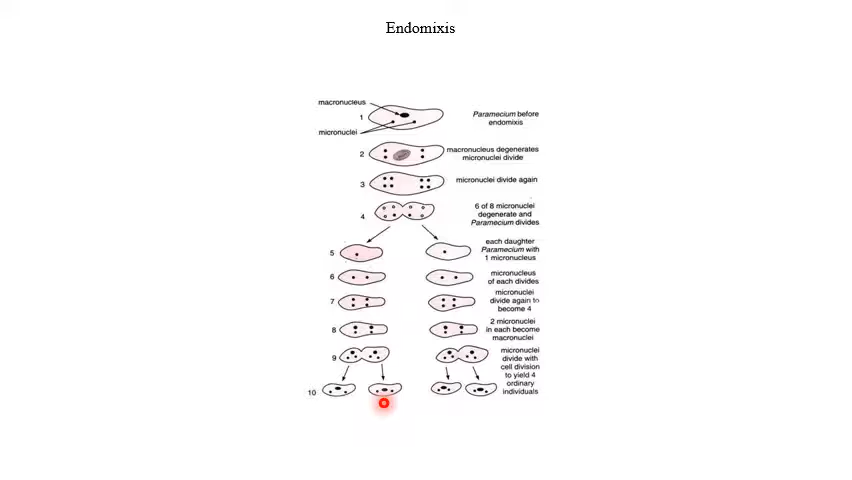 Endomixis
macronucleus
1
micronuclei
Paramecium before
endomixis
2
macronucleus degenerates
micronuclei divide
3
micronuclei divide again
4
6 of 8 micronuclei
degenerate and
Paramecium divides
5
each daughter
Paramecium with
1 micronucleus
6
micronucleus
of each divides
7
micronuclei
divide again to
become 4
8
2 micronuclei
in each become
macronuclei
9
micronuclei
divide with
cell division
to yield 4
ordinary
individuals
10